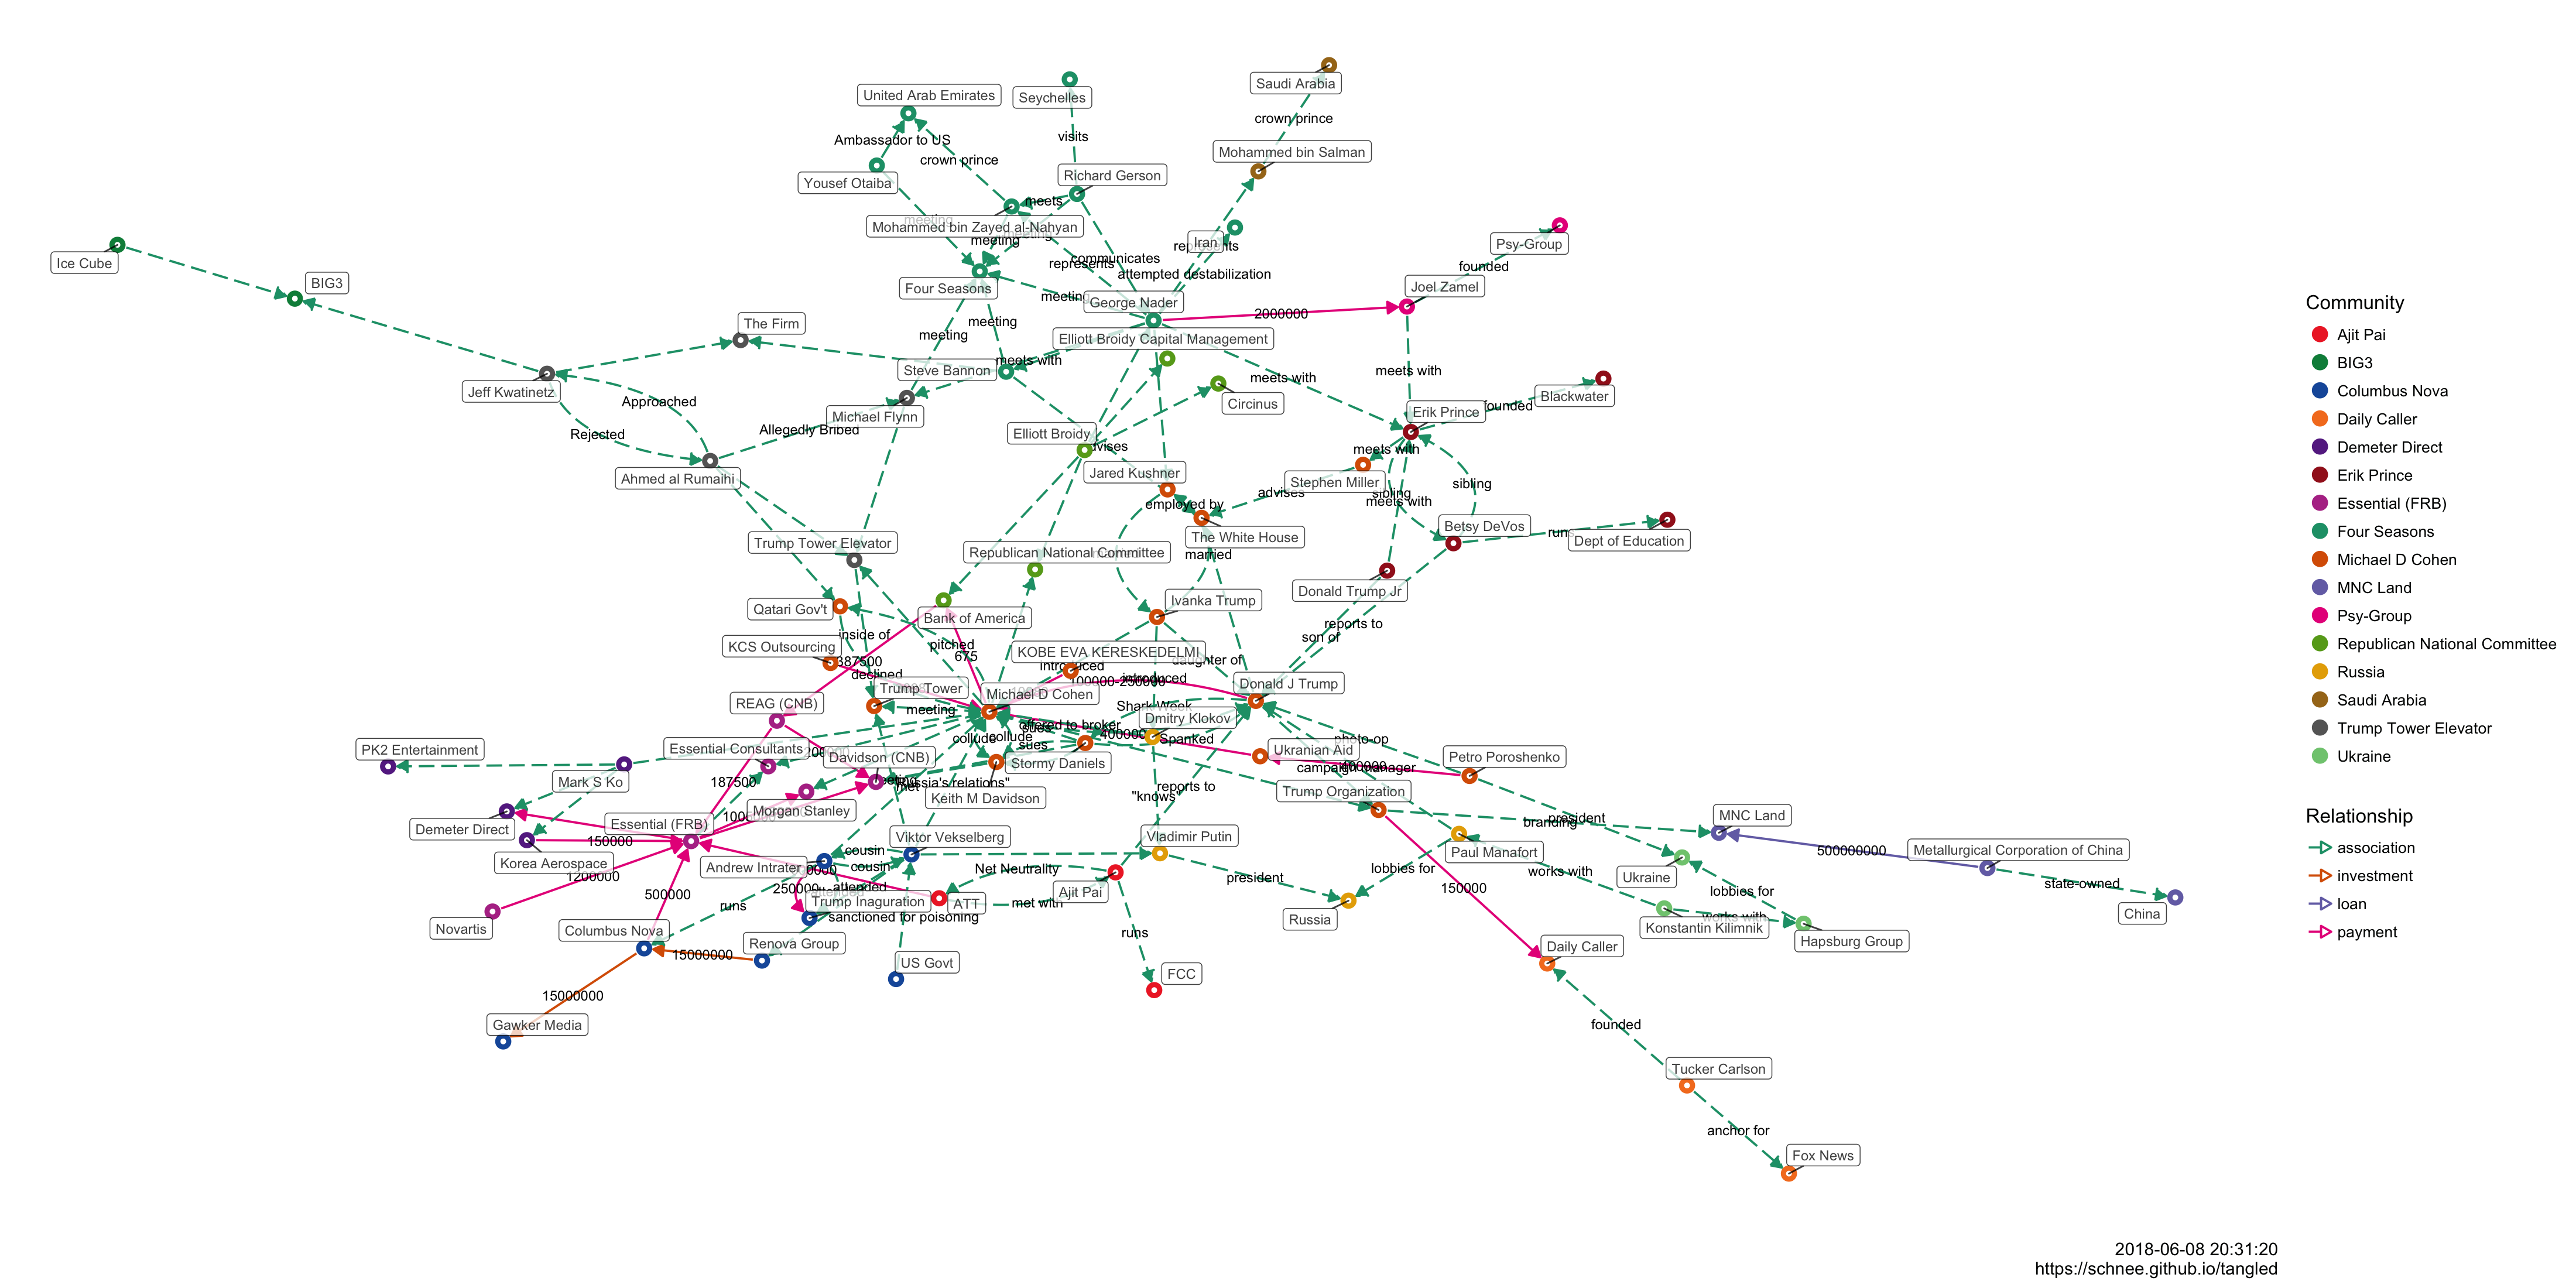 Saudi Arabia
United Arab Emirates
Seychelles
crown prince
Ambassador to US
visits
Mohammed bin Salman
crown prince
Yousef Otaiba
Richard Gerson
meets
meeting
Mohammed bin Zayed al-Nahyan
meeting
Iran
represents
Psy-Group
Ice Cube
communicates
represents
founded
attempted destabilization
BIG3
Four Seasons
Joel Zamel
meeting
George Nader
2000000
The Firm
meeting
meeting
Elliott Broidy Capital Management
meets with
Steve Bannon
meets with
meets with
Jeff Kwatinetz
Blackwater
Approached
Circinus
founded
Michael Flynn
Erik Prince
Allegedly Bribed
Rejected
Elliott Broidy
meets with
Ahmed al Rumaihi
Jared Kushner
Stephen Miller
advises
sibling
sibling
meets with
employed by
Betsy DeVos
The White House
runs
Dept of Education
Trump Tower Elevator
Republican National Committee
married
Donald Trump Jr
Qatari Gov't
Ivanka Trump
Bank of America
reports to
inside of
son of
KCS Outsourcing
pitched
675
KOBE EVA KERESKEDELMI
387500
daughter of
introduced
declined
100000-250000
introduced
Trump Tower
Michael D Cohen
Donald J Trump
REAG (CNB)
meeting
Shark Week
Dmitry Klokov
offered to broker
sues
collude
collude
400000
Spanked
photo-op
PK2 Entertainment
Essential Consultants
sues
Ukranian Aid
Davidson (CNB)
Stormy Daniels
Petro Poroshenko
400000
campaign manager
Mark S Ko
187500
met
Russia's relations"
reports to
"knows"
Keith M Davidson
Trump Organization
Morgan Stanley
Demeter Direct
Essential (FRB)
MNC Land
branding
president
150000
Viktor Vekselberg
Vladimir Putin
Korea Aerospace
cousin
cousin
Andrew Intrater
Paul Manafort
500000000
Metallurgical Corporation of China
1200000
Net Neutrality
lobbies for
works with
Ukraine
president
state-owned
250000
attended
500000
Ajit Pai
150000
lobbies for
Trump Inaguration
ATT
met with
runs
sanctioned for poisoning
Russia
works with
China
Novartis
Columbus Nova
Konstantin Kilimnik
Hapsburg Group
runs
Renova Group
Daily Caller
15000000
US Govt
FCC
15000000
Gawker Media
founded
Tucker Carlson
anchor for
Fox News
Community
Ajit Pai
BIG3
Columbus Nova
Daily Caller
Demeter Direct
Erik Prince
Essential (FRB)
Four Seasons
Michael D Cohen
MNC Land
Psy-Group
Republican National Committee
Russia
Saudi Arabia
Trump Tower Elevator
Ukraine
Relationship
association
investment
loan
payment
2018-06-08 20:31:20
https://schnee.github.io/tangled